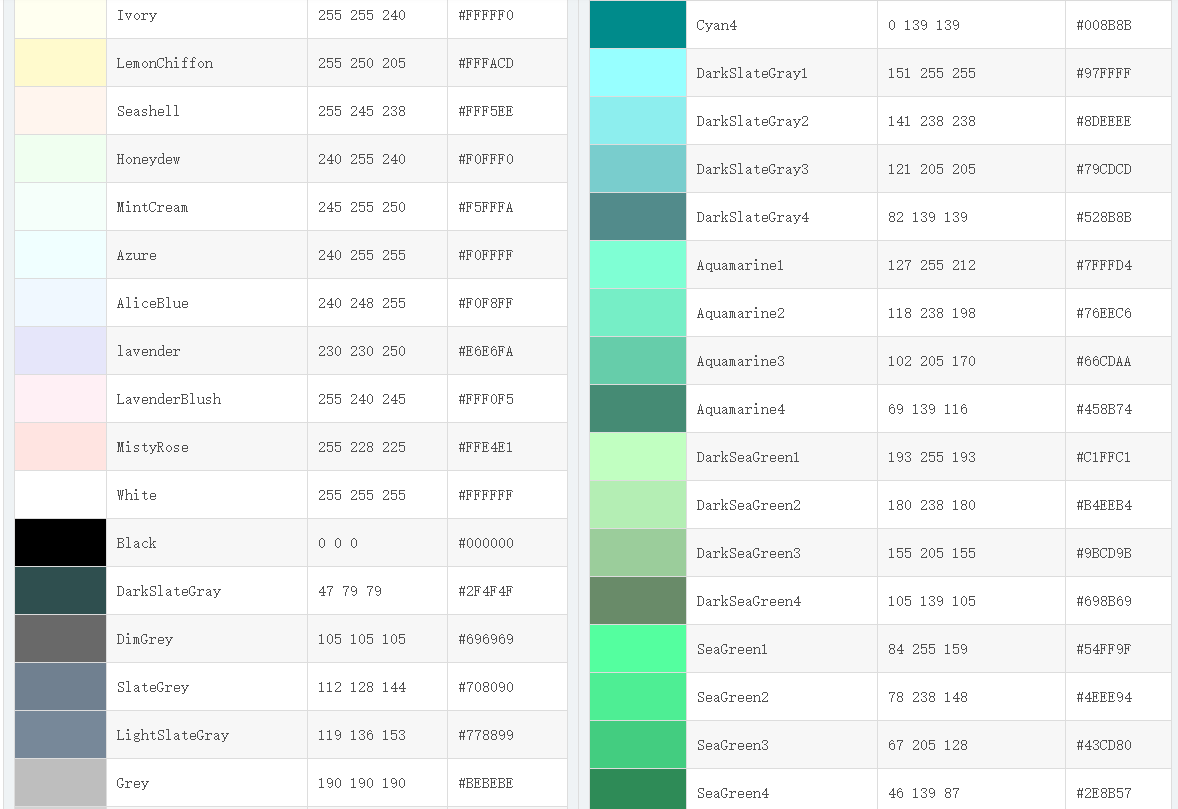 Ivory 255 255 240 #FFFFF0
LemonChiffon 255 250 205 #FFFACD
Seashell 255 245 238 #FFF5EE
Honeydew 240 255 240 #F0FFF0
MintCream 245 255 250 #F5FFFA
Azure 240 255 255 #F0FFFF
AliceBlue 240 248 255 #F0F8FF
lavender 230 230 250 #E6E6FA
LavenderBlush 255 240 245 #FFF0F5
MistyRose 255 228 225 #FFE4E1
White 255 255 255 #FFFFFF
Black 0 0 0 #000000
DarkSlateGray 47 79 79 #2F4F4F
DimGrey 105 105 105 #696969
SlateGrey 112 128 144 #708090
LightSlateGray 119 136 153 #778899
Grey 190 190 190 #BEBEBE
Cyan4 0 139 139 #008B8B
DarkSlateGray1 151 255 255 #97FFFF
DarkSlateGray2 141 238 238 #8DEEEE
DarkSlateGray3 121 205 205 #79CDCD
DarkSlateGray4 82 139 139 #528B8B
Aquamarine1 127 255 212 #7FFFD4
Aquamarine2 118 238 198 #76EEC6
Aquamarine3 102 205 170 #66CDAA
Aquamarine4 69 139 116 #458B74
DarkSeaGreen1 193 255 193 #C1FFC1
DarkSeaGreen2 180 238 180 #B4EEB4
DarkSeaGreen3 155 205 155 #9BCD9B
DarkSeaGreen4 105 139 105 #698B69
SeaGreen1 84 255 159 #54FF9F
SeaGreen2 78 238 148 #4EEE94
SeaGreen3 67 205 128 #43CD80
SeaGreen4 46 139 87 #2E8B57